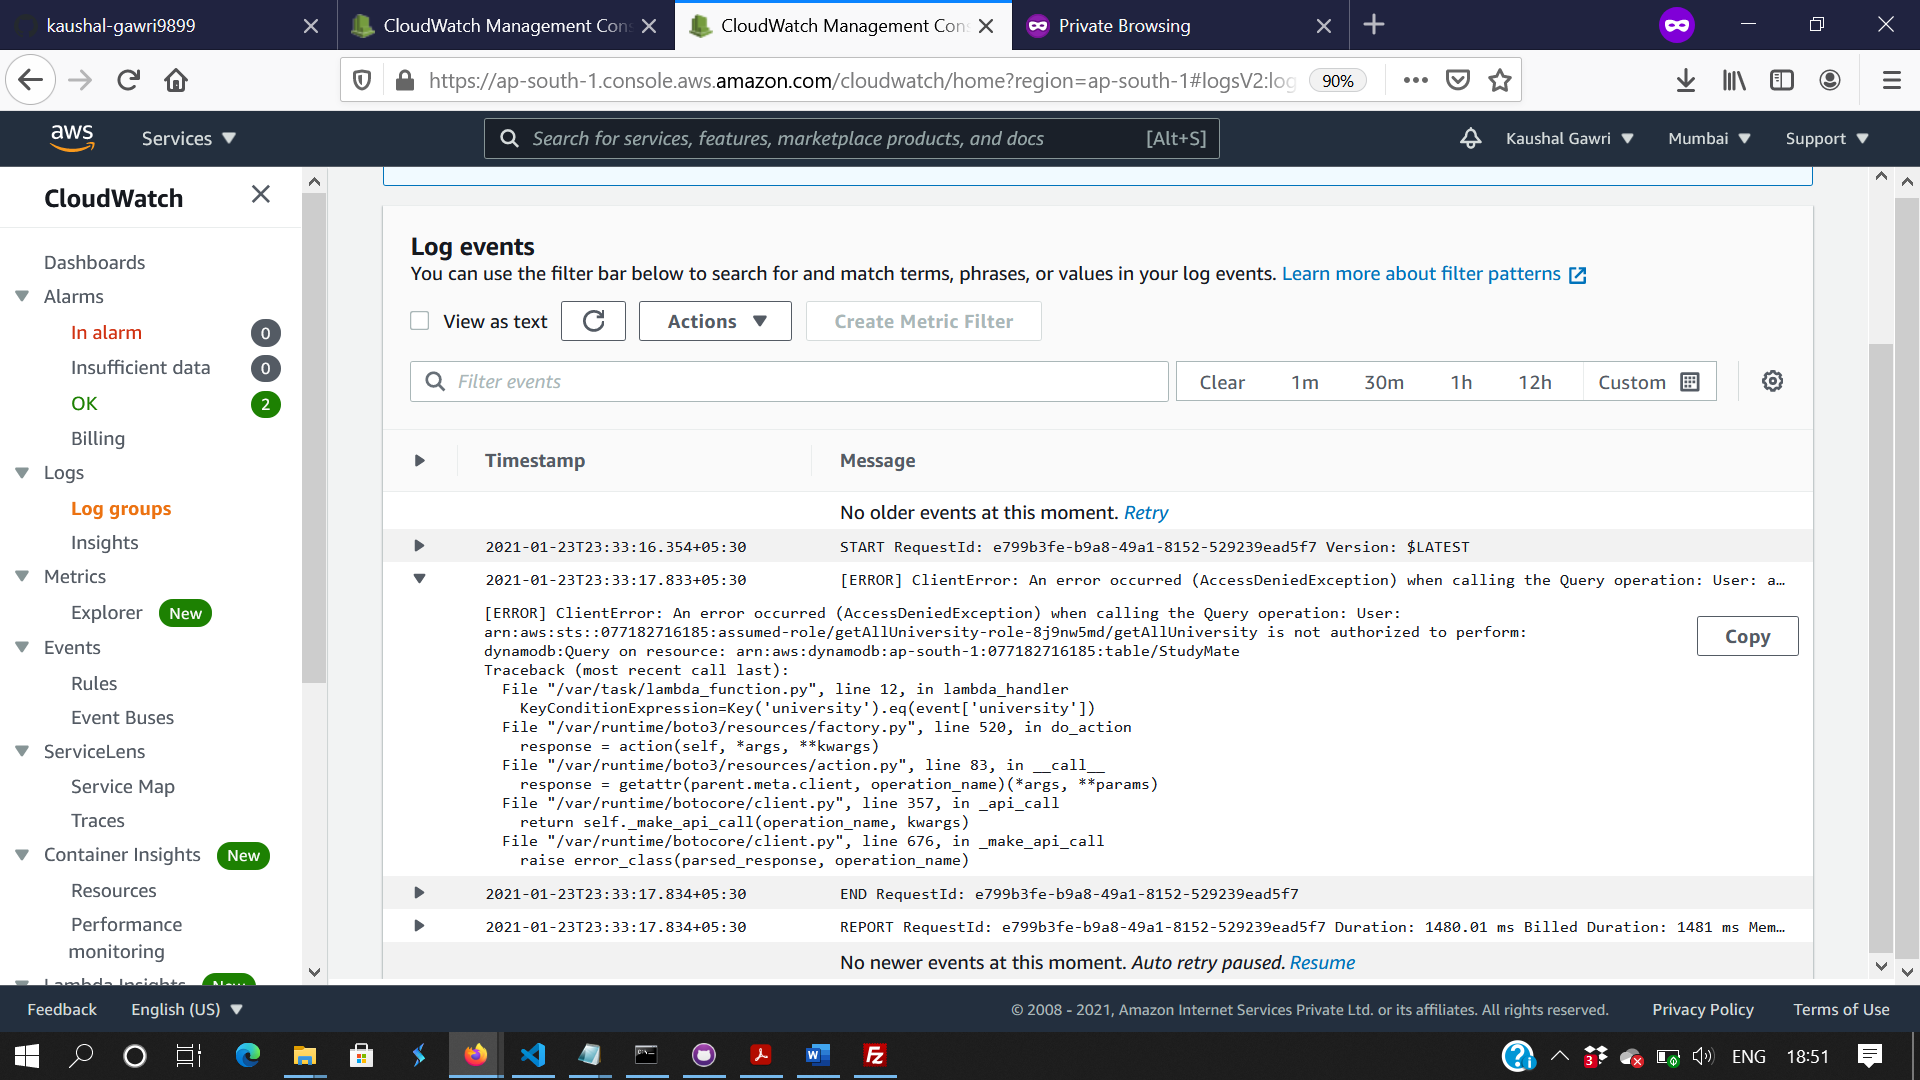 kaushal-gawri9899
CloudWatch Management Con
CloudWatch Management Cons
Private Browsing
https://ap-south-1.console.aws.amazon.com/cloudwatch/home?region=ap-south-1#logsV2:log
90%
aws
Services
Search for services, features, marketplace products, and docs
[Alt+S]
Kaushal Gawri
Mumbai
Support
CloudWatch
Dashboards
Alarms
In alarm
0
Insufficient data
0
OK
2
Billing
Logs
Log groups
Insights
Metrics
Explorer
New
Events
Rules
Event Buses
ServiceLens
Service Map
Traces
Container Insights
New
Resources
Performance
monitoring
Lambda Insights
New
Log events
You can use the filter bar below to search for and match terms, phrases, or values in your log events. Learn more about filter patterns
View as text
Actions
Create Metric Filter
Filter events
Clear
1m
30m
1h
12h
Custom
Timestamp
Message
No older events at this moment. Retry
2021-01-23T23:33:16.354+05:30
START RequestId: e799b3fe-b9a8-49a1-8152-529239ead5f7 Version: $LATEST
2021-01-23T23:33:17.833+05:30
[ERROR] ClientError: An error occurred (AccessDeniedException) when calling the Query operation: User: a…
[ERROR] ClientError: An error occurred (AccessDeniedException) when calling the Query operation: User:
arn:aws:sts::077182716185:assumed-role/getAllUniversity-role-8j9nw5md/getAllUniversity is not authorized to perform:
dynamodb:Query on resource: arn:aws:dynamodb:ap-south-1:077182716185:table/StudyMate
Traceback (most recent call last):
File "/var/task/lambda_function.py", line 12, in lambda_handler
KeyConditionExpression=Key('university').eq(event['university'])
File "/var/runtime/boto3/resources/factory.py", line 520, in do_action
response = action(self, *args, **kwargs)
File "/var/runtime/boto3/resources/action.py", line 83, in __call__
response = getattr(parent.meta.client, operation_name)(*args, **params)
File "/var/runtime/botocore/client.py", line 357, in _api_call
return self._make_api_call(operation_name, kwargs)
File "/var/runtime/botocore/client.py", line 676, in _make_api_call
raise error_class(parsed_response, operation_name)
Copy
2021-01-23T23:33:17.834+05:30
END RequestId: e799b3fe-b9a8-49a1-8152-529239ead5f7
2021-01-23T23:33:17.834+05:30
REPORT RequestId: e799b3fe-b9a8-49a1-8152-529239ead5f7 Duration: 1480.01 ms Billed Duration: 1481 ms Mem…
No newer events at this moment. Auto retry paused. Resume
Feedback
English (US)
© 2008 - 2021, Amazon Internet Services Private Ltd. or its affiliates. All rights reserved.
Privacy Policy
Terms of Use
3
ENG
18:51